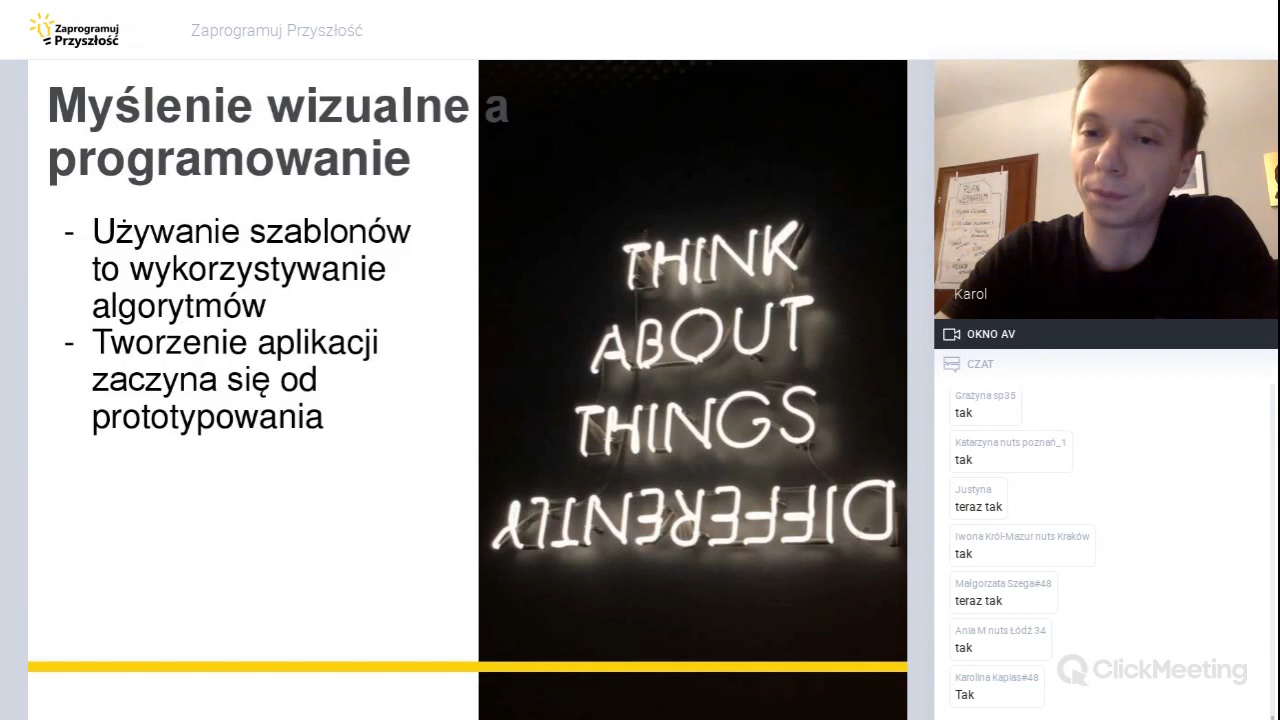 Zaprogramuj
Przyszłość
Zaprogramuj Przyszłość
Myślenie wizualne a
programowanie
- Używanie szablonów
to wykorzystywanie
algorytmów
- Tworzenie aplikacji
zaczyna się od
prototypowania
THINK
ABOUT
THINGS
DIFFERENTLY
PLAN
Karol
OKNO AV
CZAT
Grażyna sp35
tak
Katarzyna nuts poznań_1
tak
Justyna
teraz tak
Iwona Król-Mazur nuts Kraków
tak
Małgorzata Szega#48
teraz tak
Ania M nuts Łódź 34
tak
Karolina Kapias#48
Tak
ClickMeeting